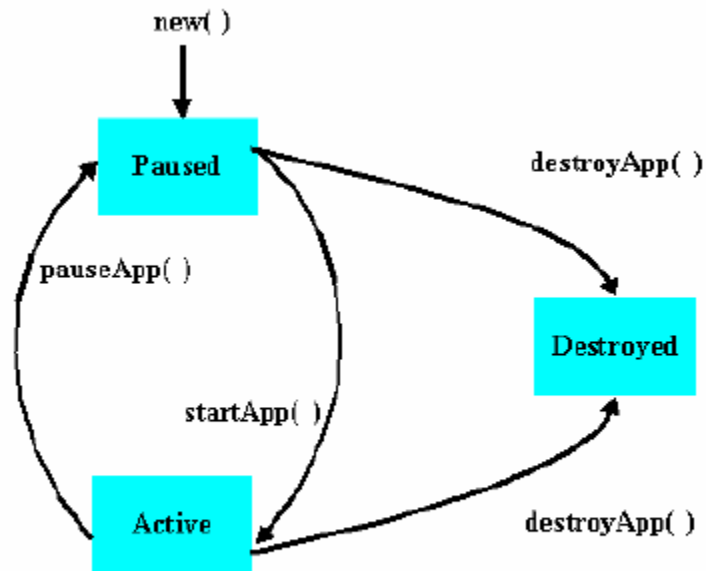 new( )
Paused
destroyApp( )
pauseApp( )
Destroyed
startApp( )
Active
destroyApp( )